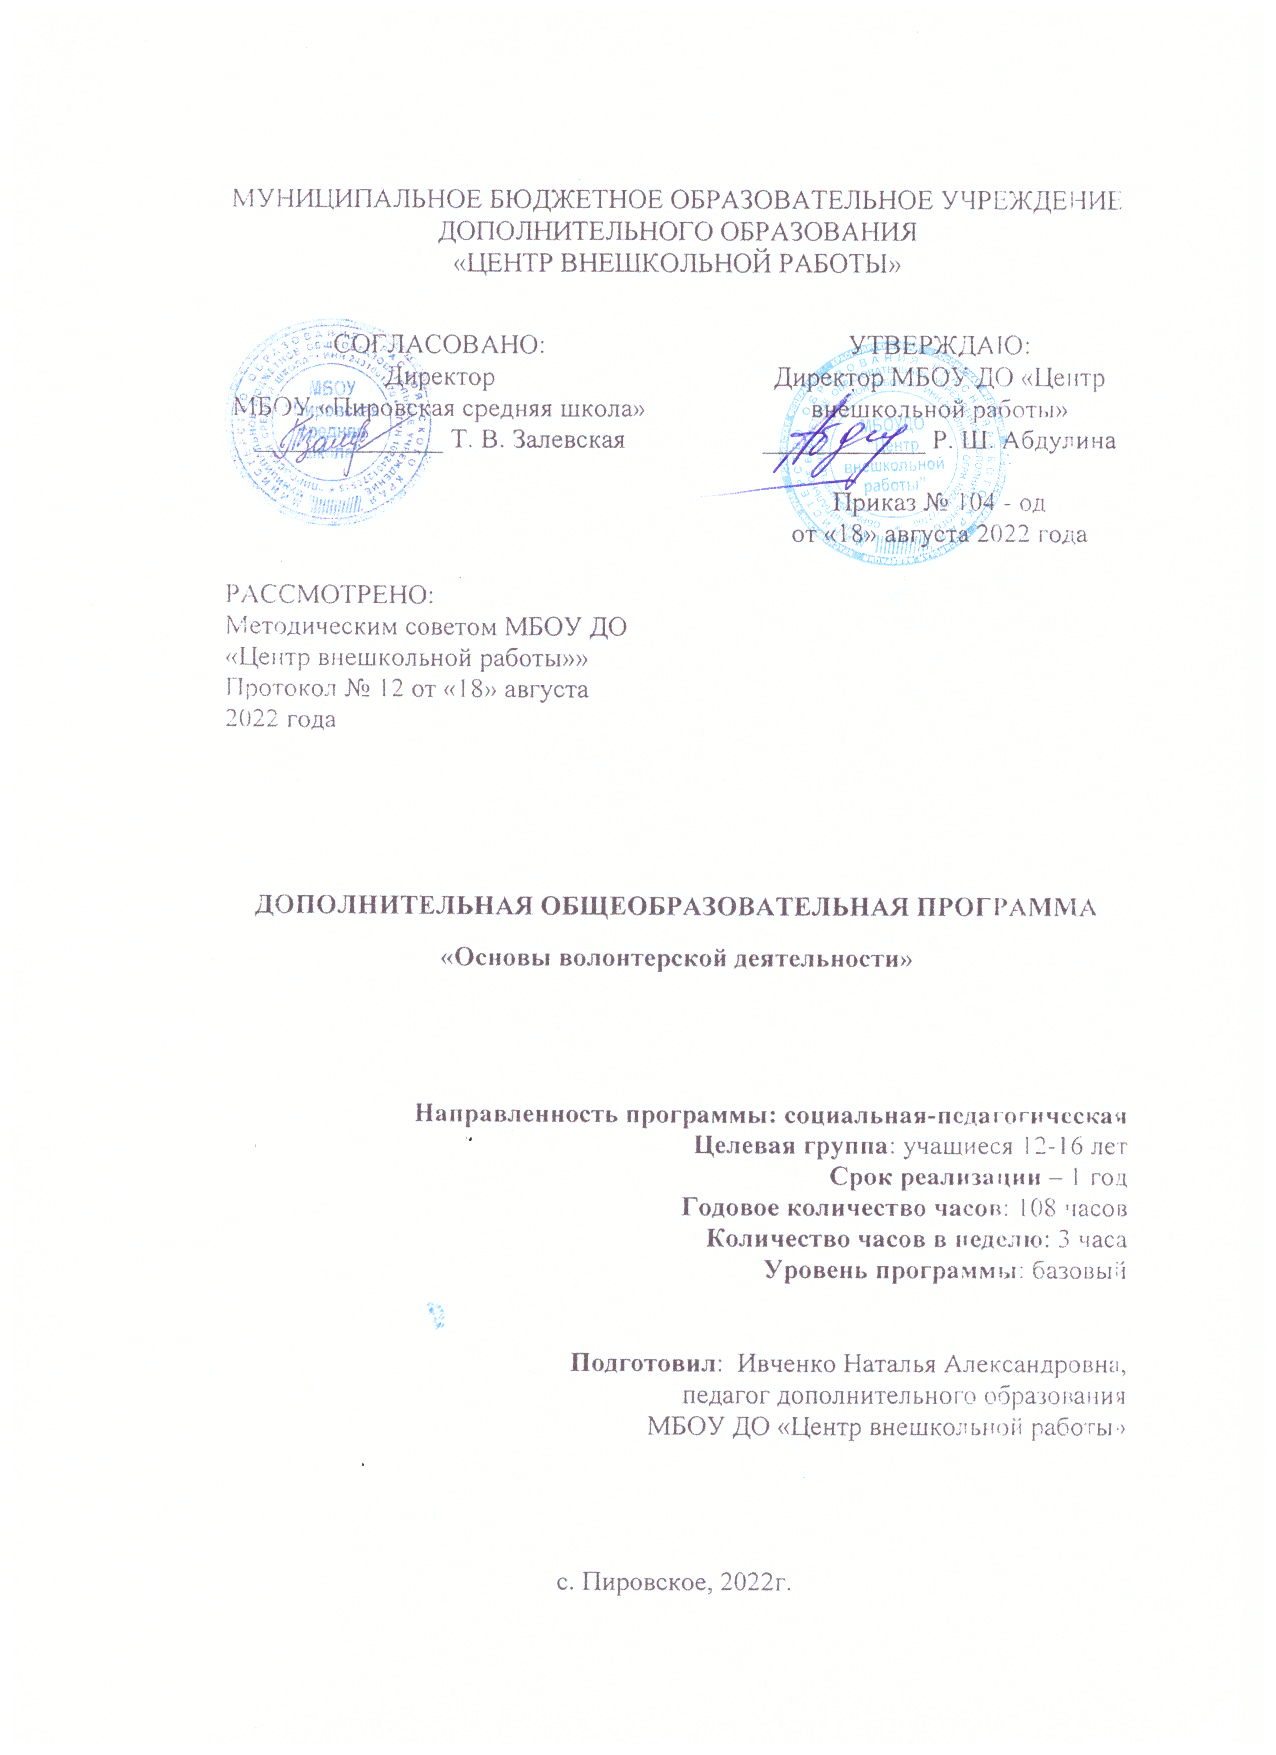 МУНИЦИПАЛЬНОЕ БЮДЖЕТНОЕ ОБРАЗОВАТЕЛЬНОЕ УЧРЕЖДЕНИЕ
ДОПОЛНИТЕЛЬНОГО ОБРАЗОВАНИЯ
«ЦЕНТР ВНЕШКОЛЬНОЙ РАБОТЫ»
СОГЛАСОВАНО:
Директор
МБОУ «Пировская средняя школа»
Т. В. Залевская
УТВЕРЖДАЮ:
Директор МБОУ ДО «Центр
внешкольной работы»
Р. Ш. Абдулина
Приказ № 104 - од
от «18» августа 2022 года
РАССМОТРЕНО:
Методическим советом МБОУ ДО
«Центр внешкольной работы»»
Протокол № 12 от «18» августа
2022 года
ДОПОЛНИТЕЛЬНАЯ ОБЩЕОБРАЗОВАТЕЛЬНАЯ ПРОГРАММА
«Основы волонтерской деятельности»
Направленность программы: социальная-педагогическая
Целевая группа: учащиеся 12-16 лет
Срок реализации – 1 год
Годовое количество часов: 108 часов
Количество часов в неделю: 3 часа
Уровень программы: базовый
Подготовил: Ивченко Наталья Александровна,
педагог дополнительного образования
МБОУ ДО «Центр внешкольной работы»
с. Пировское, 2022г.